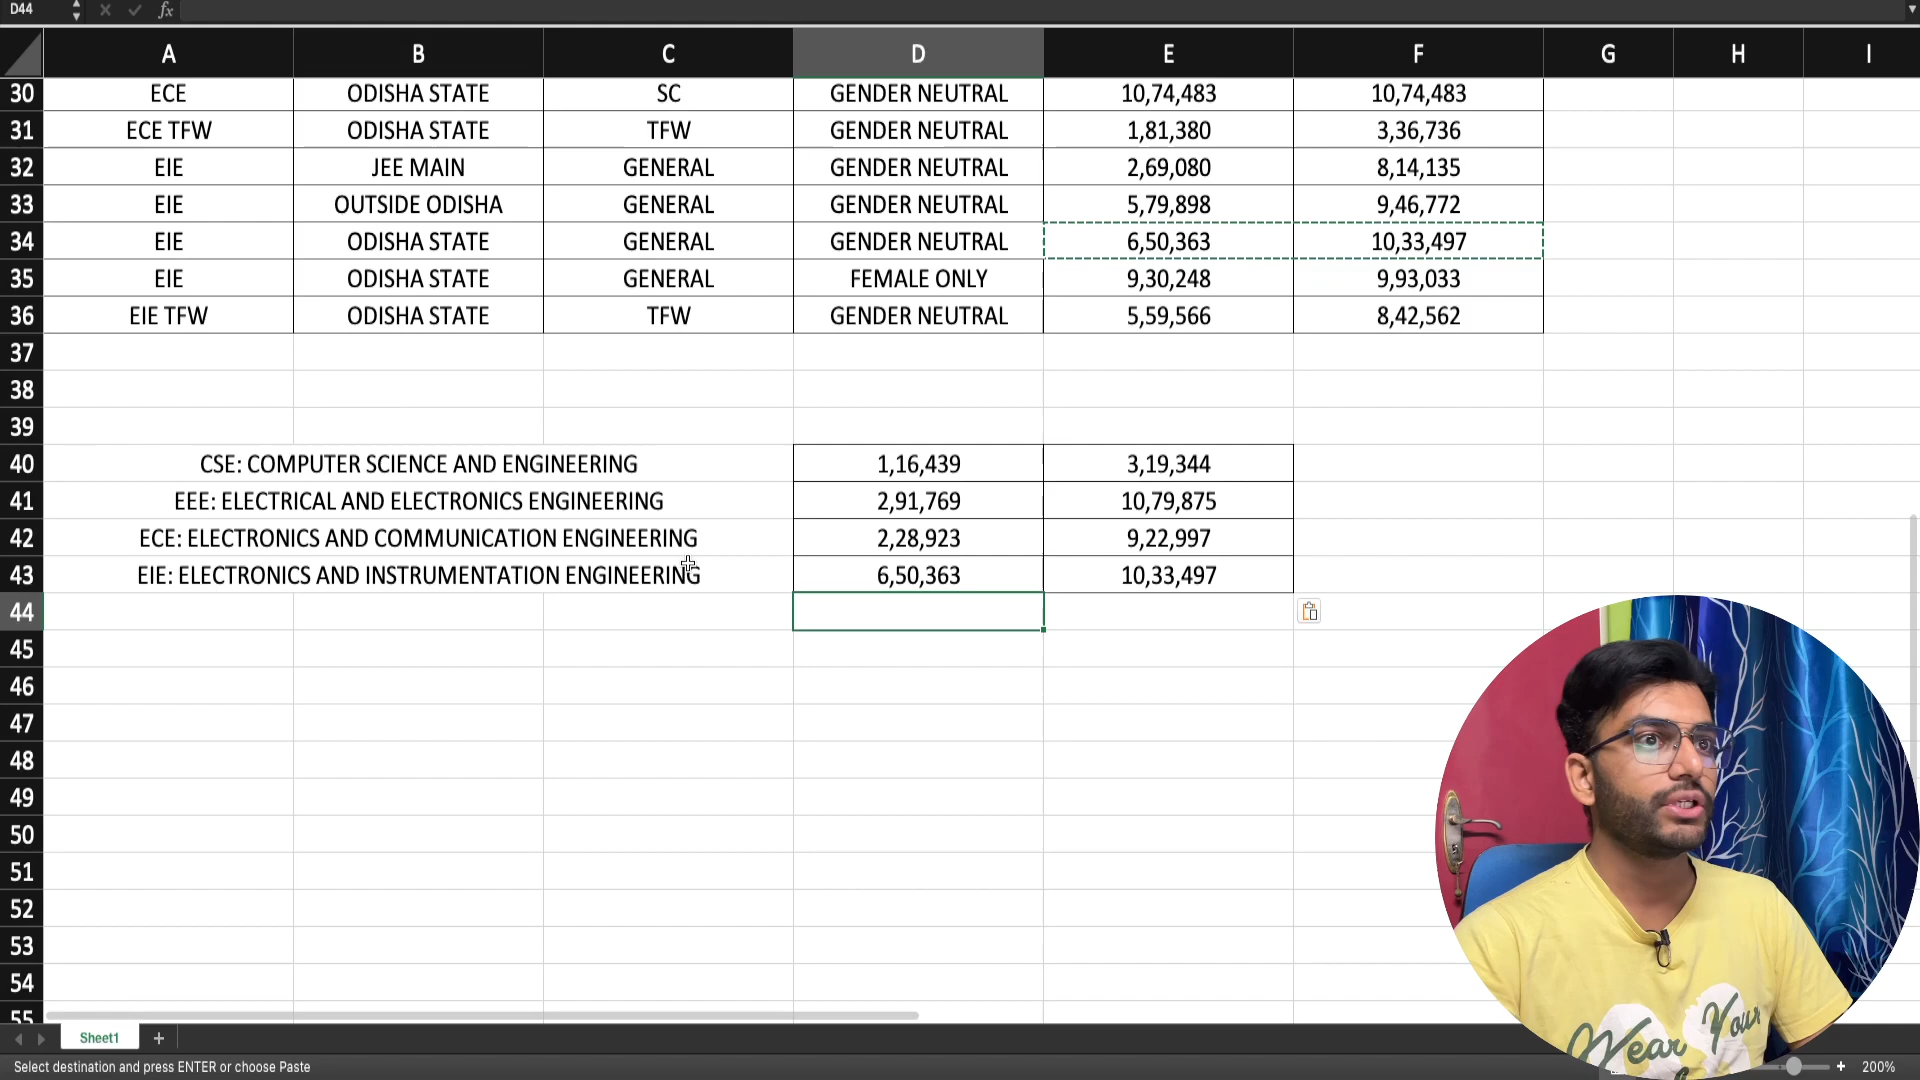 D44 fx
A B C D E F G H I
30 ECE ODISHA STATE SC GENDER NEUTRAL 10,74,483 10,74,483
31 ECE TFW ODISHA STATE TFW GENDER NEUTRAL 1,81,380 3,36,736
32 EIE JEE MAIN GENERAL GENDER NEUTRAL 2,69,080 8,14,135
33 EIE OUTSIDE ODISHA GENERAL GENDER NEUTRAL 5,79,898 9,46,772
34 EIE ODISHA STATE GENERAL GENDER NEUTRAL 6,50,363 10,33,497
35 EIE ODISHA STATE GENERAL FEMALE ONLY 9,30,248 9,93,033
36 EIE TFW ODISHA STATE TFW GENDER NEUTRAL 5,59,566 8,42,562
37
38
39
40 CSE: COMPUTER SCIENCE AND ENGINEERING 1,16,439 3,19,344
41 EEE: ELECTRICAL AND ELECTRONICS ENGINEERING 2,91,769 10,79,875
42 ECE: ELECTRONICS AND COMMUNICATION ENGINEERING 2,28,923 9,22,997
43 EIE: ELECTRONICS AND INSTRUMENTATION ENGINEERING 6,50,363 10,33,497
44
45
46
47
48
49
50
51
52
53
54
55
Wear Your
Sheet1 +
Select destination and press ENTER or choose Paste + 200%